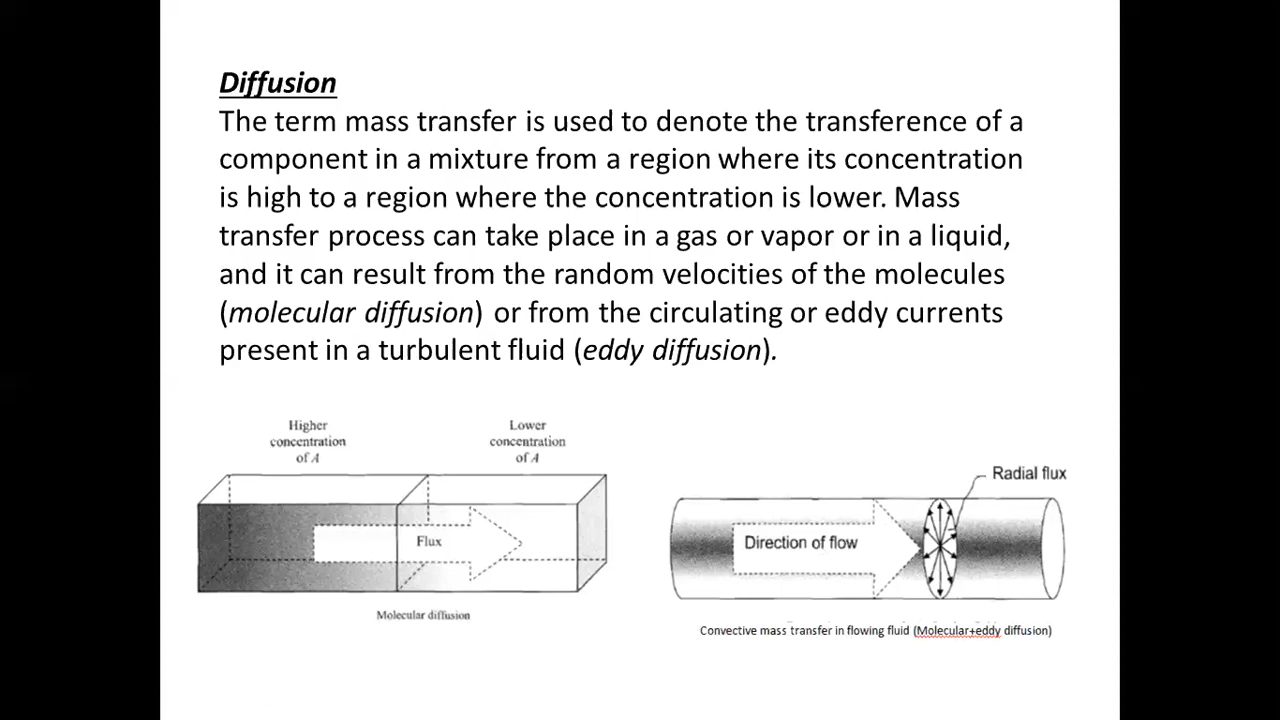 Diffusion
The term mass transfer is used to denote the transference of a
component in a mixture from a region where its concentration
is high to a region where the concentration is lower. Mass
transfer process can take place in a gas or vapor or in a liquid,
and it can result from the random velocities of the molecules
(molecular diffusion) or from the circulating or eddy currents
present in a turbulent fluid (eddy diffusion).
Higher
concentration
of A
Lower
concentration
of A
Flux
Molecular diffusion
Radial flux
Direction of flow
Convective mass transfer in flowing fluid (Molecular+eddy diffusion)